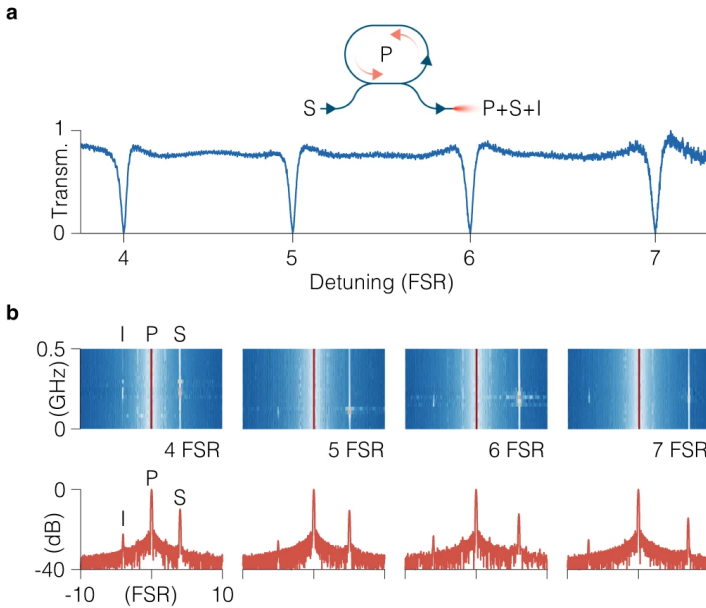 a
P
S P+S+I
1
Transm.
0
4 5 6 7
Detuning (FSR)
b
I P S
0.5
(GHz)
0
4 FSR 5 FSR 6 FSR 7 FSR
P
0
I S
(dB)
-40
-10 (FSR) 10